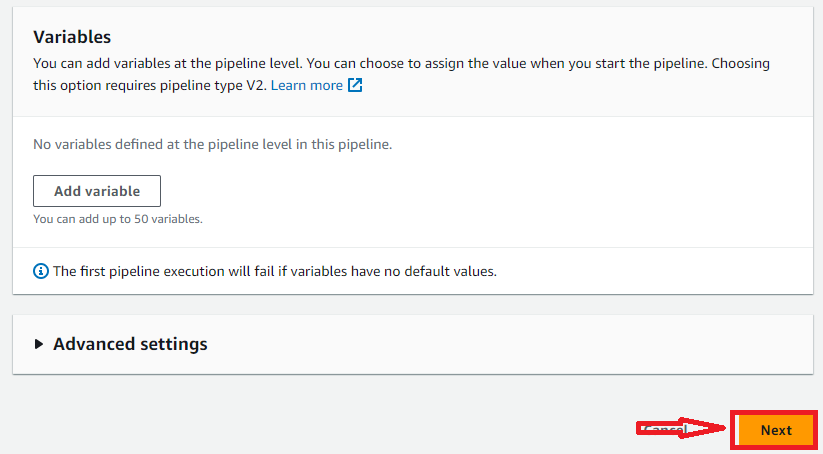 Variables
You can add variables at the pipeline level. You can choose to assign the value when you start the pipeline. Choosing
this option requires pipeline type V2. Learn more
No variables defined at the pipeline level in this pipeline.
Add variable
You can add up to 50 variables.
The first pipeline execution will fail if variables have no default values.
Advanced settings
Cancel
Next